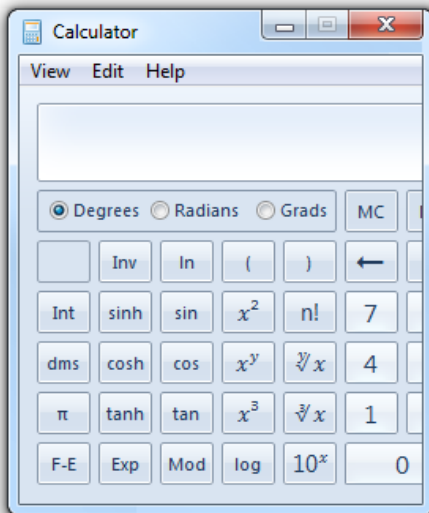 Calculator
View Edit Help
Degrees Radians Grads MC
Inv ln ( ) ←
Int sinh sin x² n! 7
dms cosh cos xʸ ʸ√x 4
π tanh tan x³ ³√x 1
F-E Exp Mod log 10ˣ 0